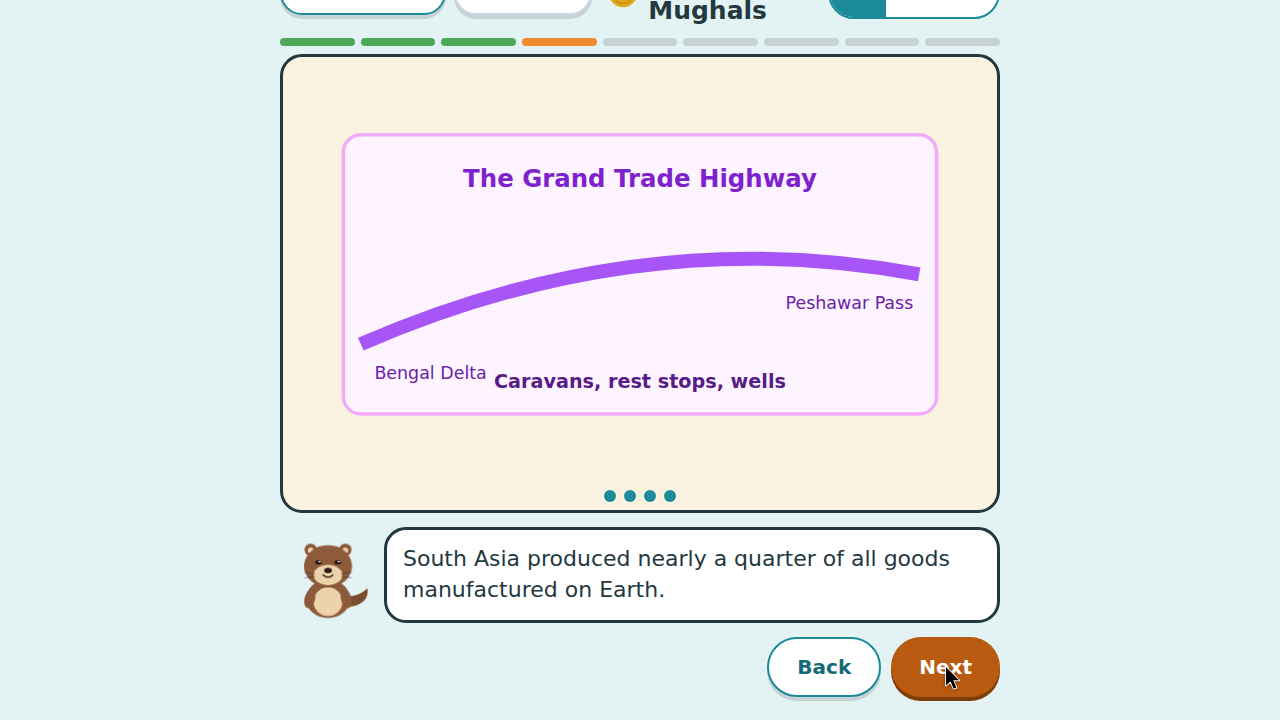 Mughals
The Grand Trade Highway
Peshawar Pass
Bengal Delta
Caravans, rest stops, wells
South Asia produced nearly a quarter of all goods
manufactured on Earth.
Back
Next